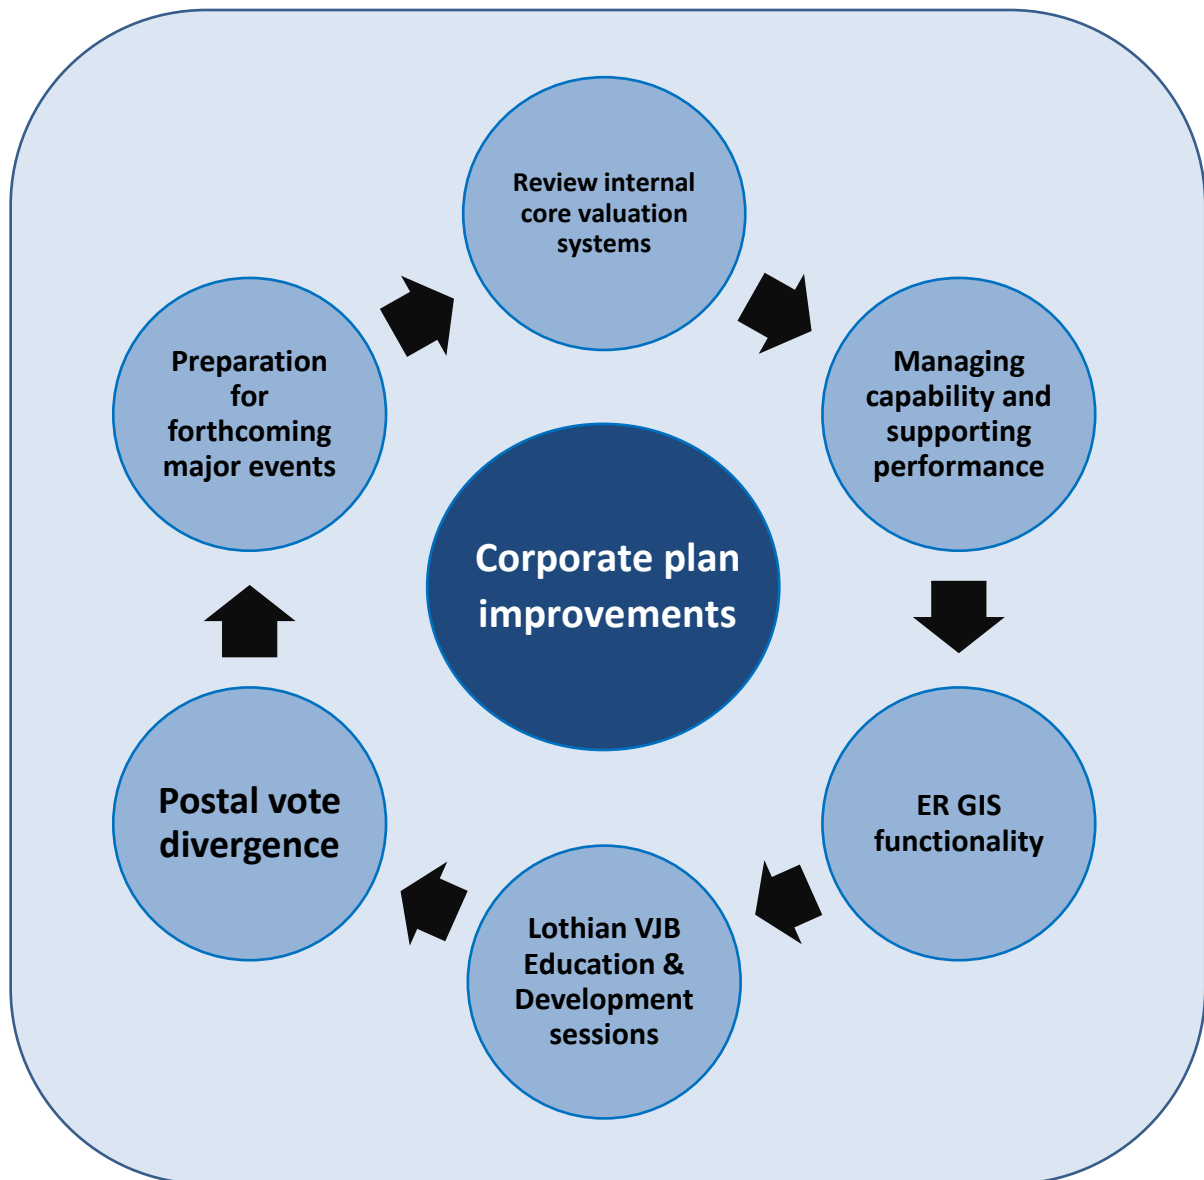 Review internal
core valuation
systems
Managing
capability and
supporting
performance
ER GIS
functionality
Lothian VJB
Education &
Development
sessions
Postal vote
divergence
Preparation
for
forthcoming
major events
Corporate plan
improvements